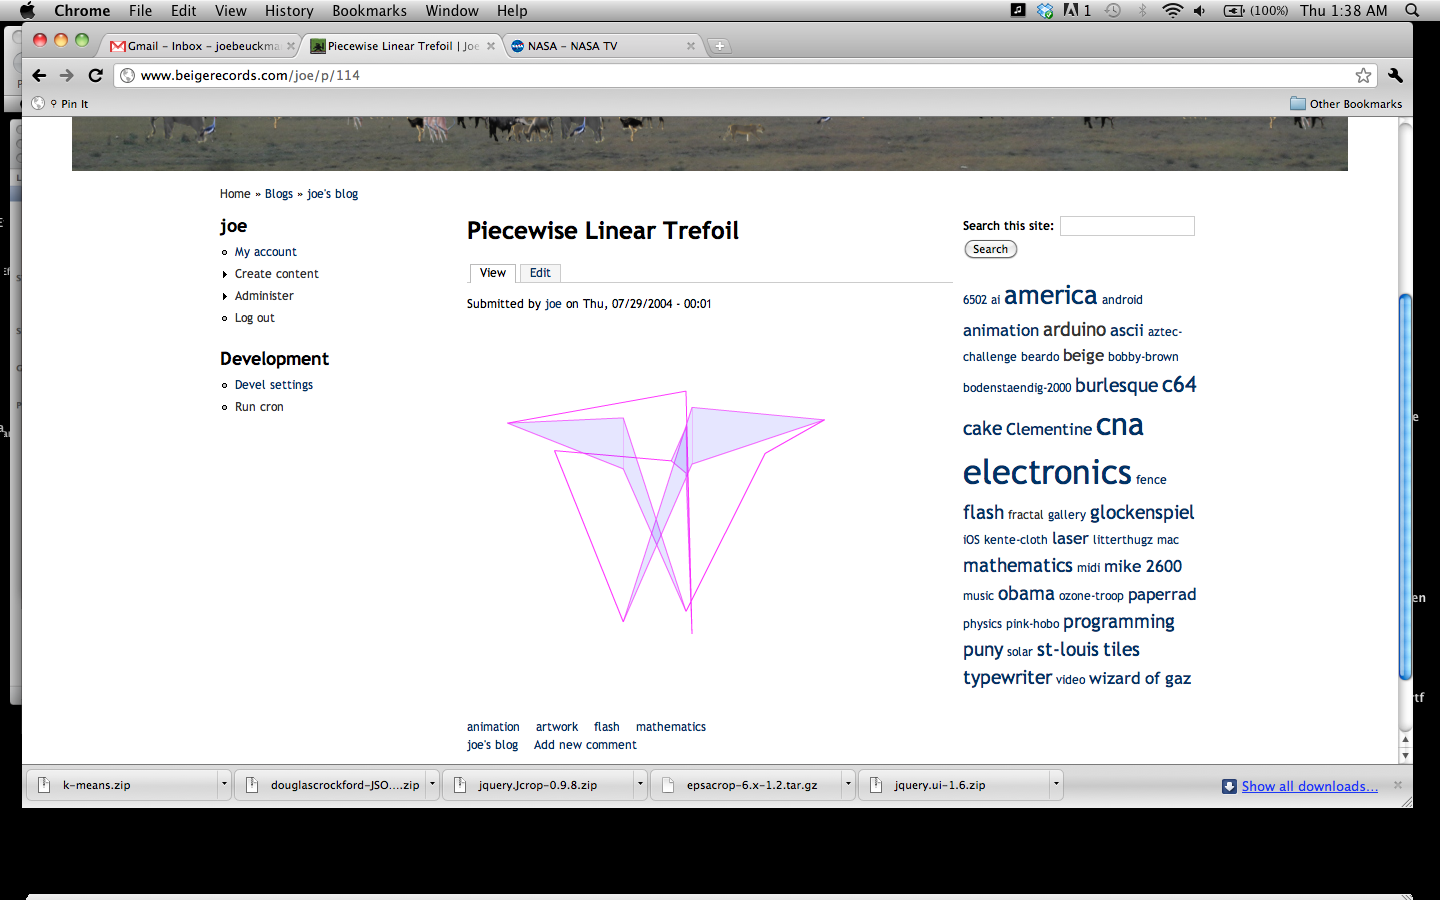 Chrome File Edit View History Bookmarks Window Help 1 (100%) Thu 1:38 AM
Gmail – Inbox – joebeuckma Piecewise Linear Trefoil | Joe NASA – NASA TV
www.beigerecords.com/joe/p/114
Pin It Other Bookmarks
Home » Blogs » joe's blog
joe
My account
Create content
Administer
Log out
Development
Devel settings
Run cron
Piecewise Linear Trefoil
View Edit
Submitted by joe on Thu, 07/29/2004 - 00:01
animation artwork flash mathematics
joe's blog Add new comment
Search this site:
Search
6502 ai america android
animation arduino ascii aztec-
challenge beardo beige bobby-brown
bodenstaendig-2000 burlesque c64
cake Clementine cna
electronics fence
flash fractal gallery glockenspiel
iOS kente-cloth laser litterthugz mac
mathematics midi mike 2600
music obama ozone-troop paperrad
physics pink-hobo programming
puny solar st-louis tiles
typewriter video wizard of gaz
k-means.zip douglascrockford-JSO....zip jquery.Jcrop-0.9.8.zip epsacrop-6.x-1.2.tar.gz jquery.ui-1.6.zip Show all downloads...